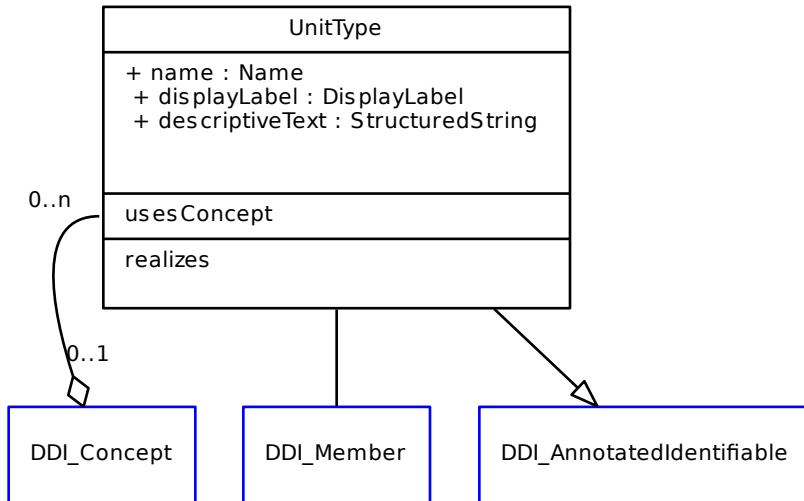 UnitType
+ name : Name
+ displayLabel : DisplayLabel
+ descriptiveText : StructuredString
0..n
usesConcept
realizes
0..1
DDI_Concept
DDI_Member
DDI_AnnotatedIdentifiable